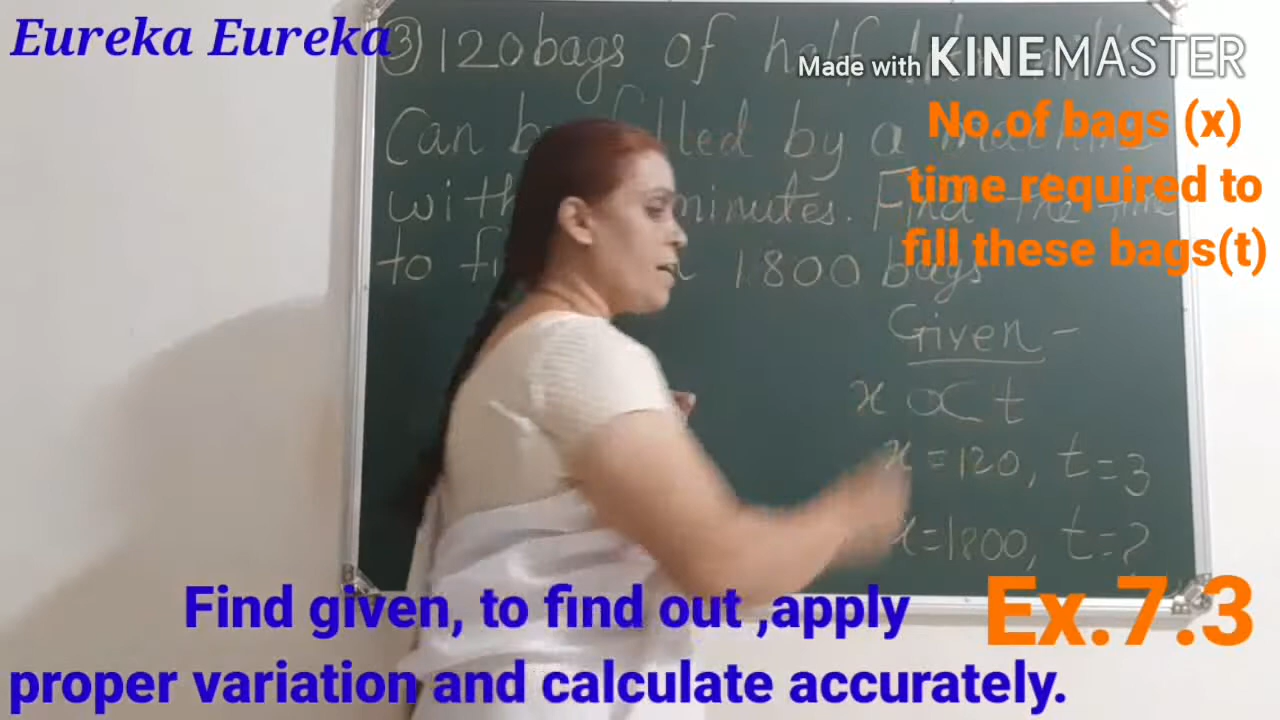 Eureka Eureka
Made with KINEMASTER
③ 120 bags of half
Can by a
with minutes. Find the time
to 1800 bags
No.of bags (x)
time required to
fill these bags(t)
Given -
x ∝ t
x = 120, t = 3
x = 1800, t = ?
Ex.7.3
Find given, to find out ,apply
proper variation and calculate accurately.